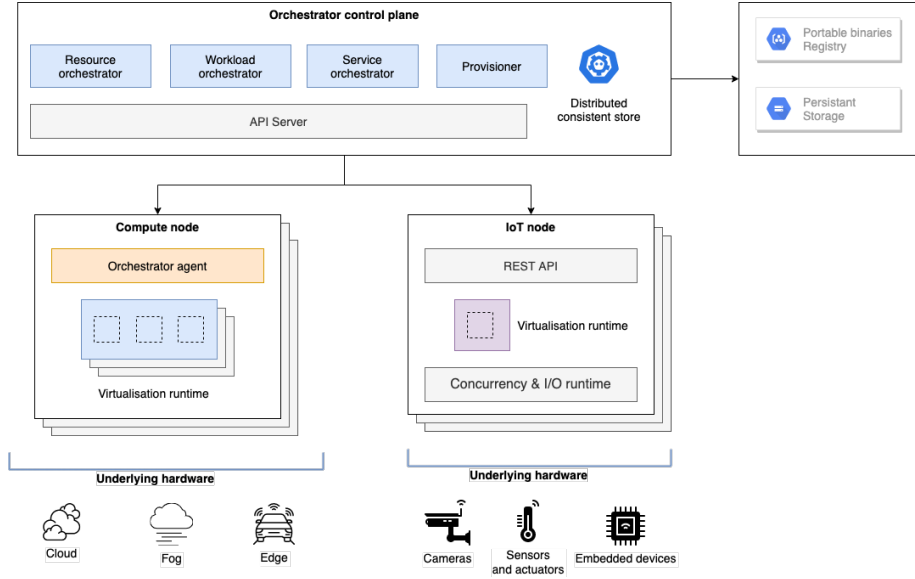 Orchestrator control plane
Resource
orchestrator
Workload
orchestrator
Service
orchestrator
Provisioner
Distributed
consistent store
API Server
Portable binaries
Registry
Persistant
Storage
Compute node
Orchestrator agent
Virtualisation runtime
IoT node
REST API
Virtualisation runtime
Concurrency & I/O runtime
Underlying hardware
Cloud
Fog
Edge
Underlying hardware
Cameras
Sensors
and actuators
Embedded devices